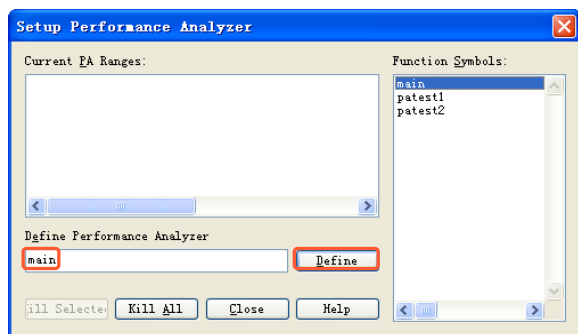 Setup Performance Analyzer
Current PA Ranges:
Function Symbols:
main
patest1
patest2
Define Performance Analyzer
main
Define
ill Selecte
Kill All
Close
Help